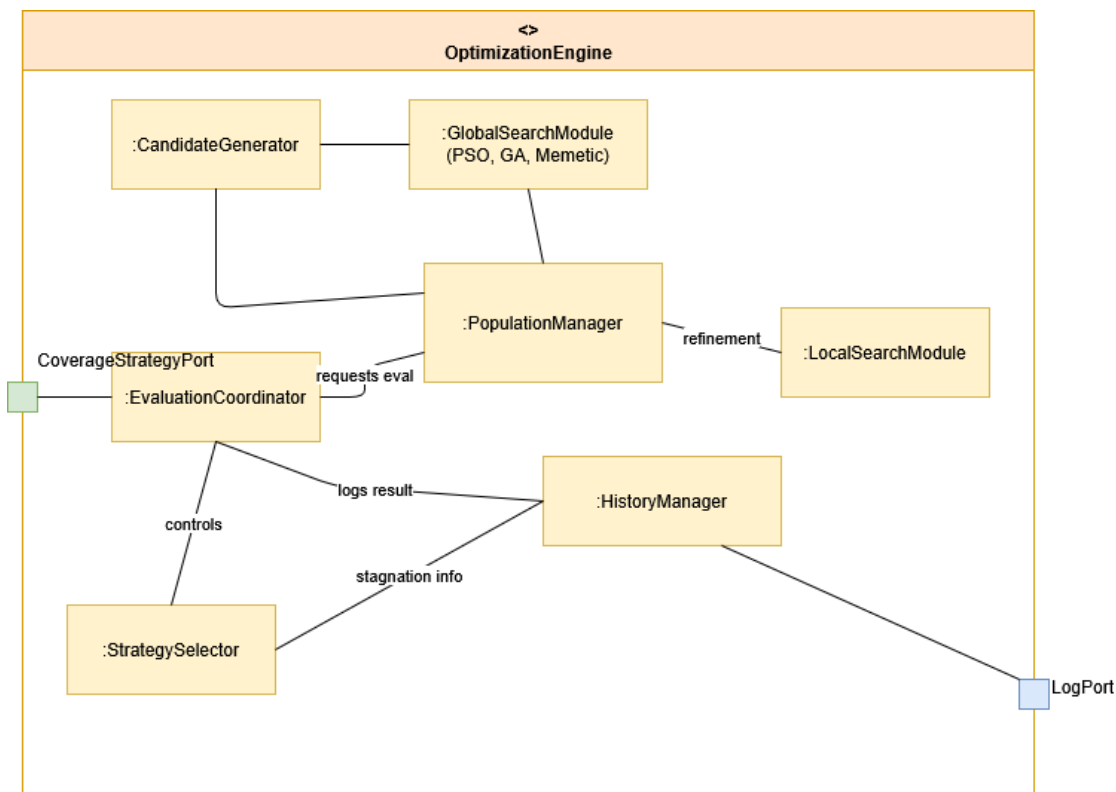 <>
OptimizationEngine
:CandidateGenerator
:GlobalSearchModule
(PSO, GA, Memetic)
:PopulationManager
refinement
:LocalSearchModule
CoverageStrategyPort
:EvaluationCoordinator
requests eval
logs result
:HistoryManager
controls
stagnation info
:StrategySelector
LogPort